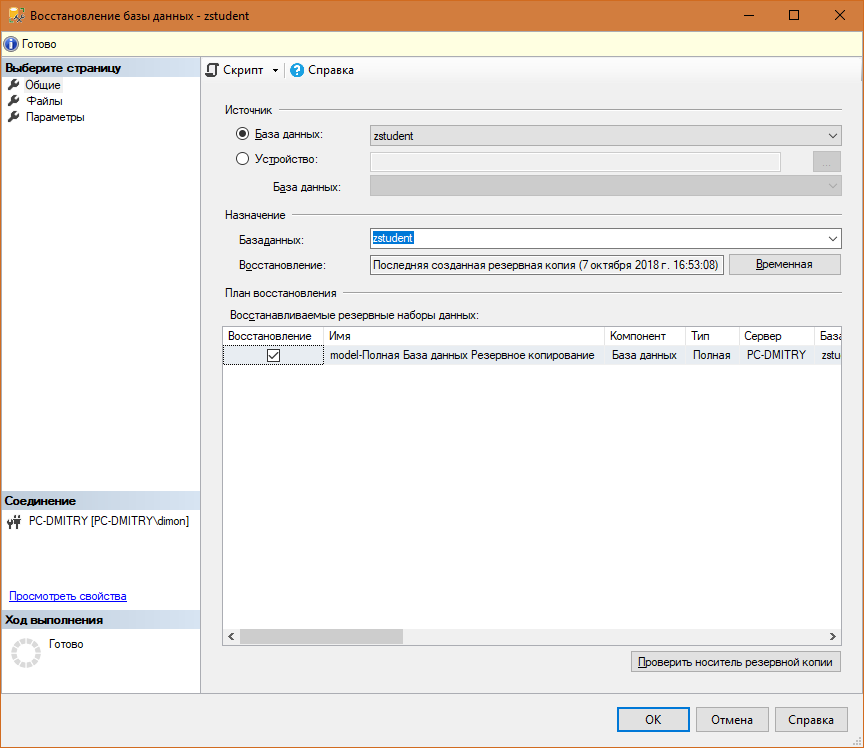 Восстановление базы данных - zstudent
Готово
Выберите страницу
Общие
Файлы
Параметры
Скрипт
Справка
Источник
База данных:
zstudent
Устройство:
...
База данных:
Назначение
Базаданных:
zstudent
Восстановление:
Последняя созданная резервная копия (7 октября 2018 г. 16:53:08)
Временная
План восстановления
Восстанавливаемые резервные наборы данных:
Восстановление Имя Компонент Тип Сервер База
model-Полная База данных Резервное копирование База данных Полная PC-DMITRY zstu
Соединение
PC-DMITRY [PC-DMITRY\dimon]
Просмотреть свойства
Ход выполнения
Готово
Проверить носитель резервной копии
ОК
Отмена
Справка